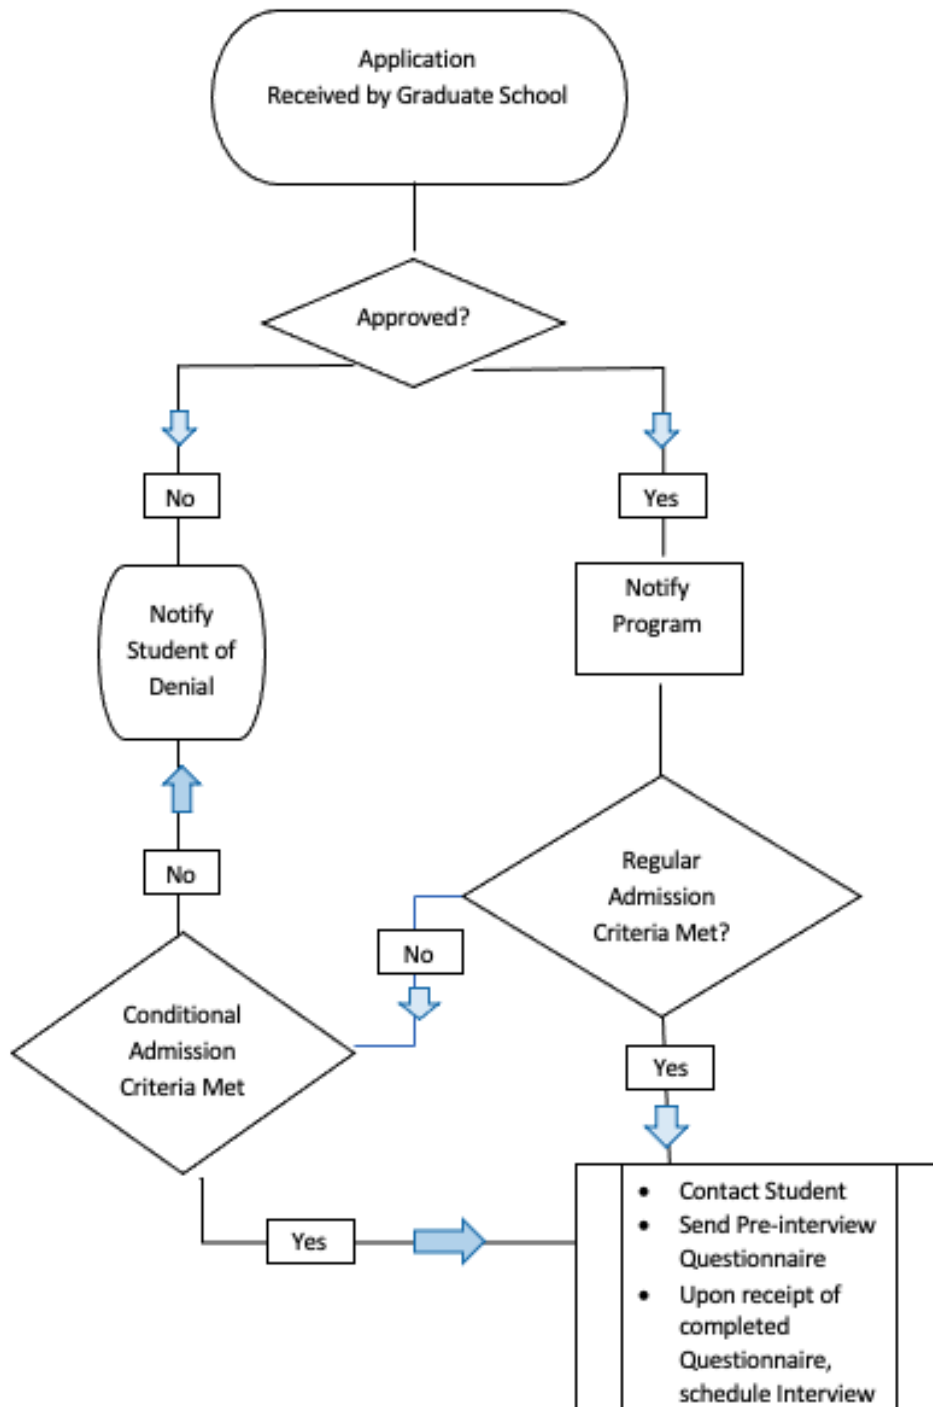 Application
Received by Graduate School
Approved?
No
Yes
Notify
Student of
Denial
Notify
Program
No
Regular
Admission
Criteria Met?
No
Conditional
Admission
Criteria Met
Yes
Yes
• Contact Student
• Send Pre-interview
Questionnaire
• Upon receipt of
completed
Questionnaire,
schedule Interview